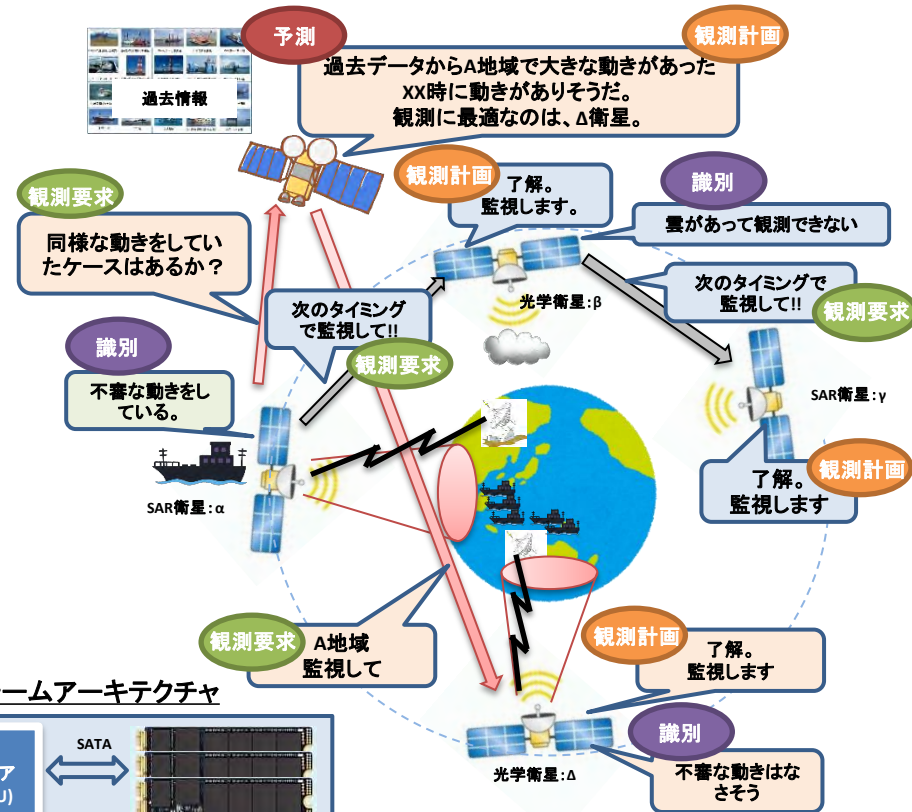 予測
観測計画
過去情報
過去データからA地域で大きな動きがあった
XX時に動きがありそうだ。
観測に最適なのは、Δ衛星。
観測計画
了解。
監視します。
識別
雲があって観測できない
観測要求
同様な動きをしてい
たケースはあるか？
次のタイミング
で監視して!!
観測要求
光学衛星:β
次のタイミングで
監視して!!
観測要求
識別
不審な動きをし
ている。
SAR衛星:α
SAR衛星:γ
了解。
監視します
観測計画
観測要求
A地域
監視して
観測計画
了解。
監視します
識別
不審な動きはな
さそう
光学衛星:Δ
ームアーキテクチャ
SATA
ア
U)